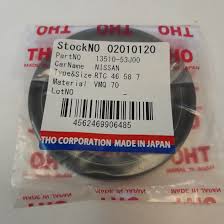 StockNO 02010120
PartNO 13510-53J00
CarName NISSAN
Type&Size RTC 46 58 7
Material VMQ 70
LotNO
4562469906485
THO CORPORATION MADE IN JAPAN